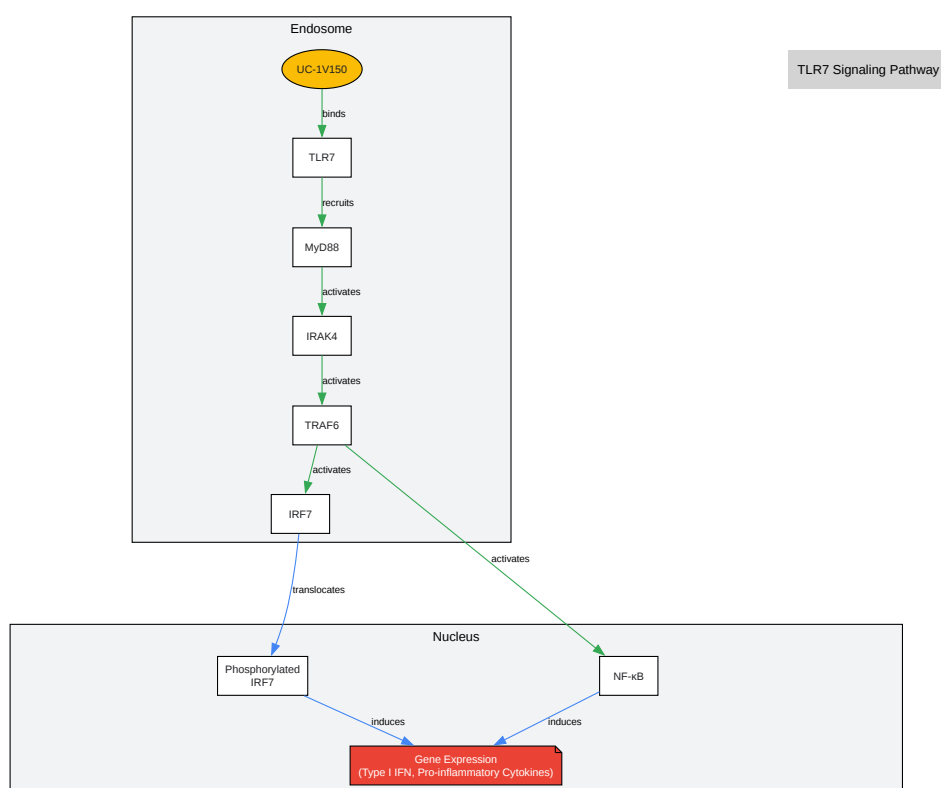 Endosome
UC-1V150
TLR7 Signaling Pathway
binds
TLR7
recruits
MyD88
activates
IRAK4
activates
TRAF6
activates
IRF7
activates
translocates
Nucleus
Phosphorylated
IRF7
NF-κB
induces
induces
Gene Expression
(Type I IFN, Pro-inflammatory Cytokines)